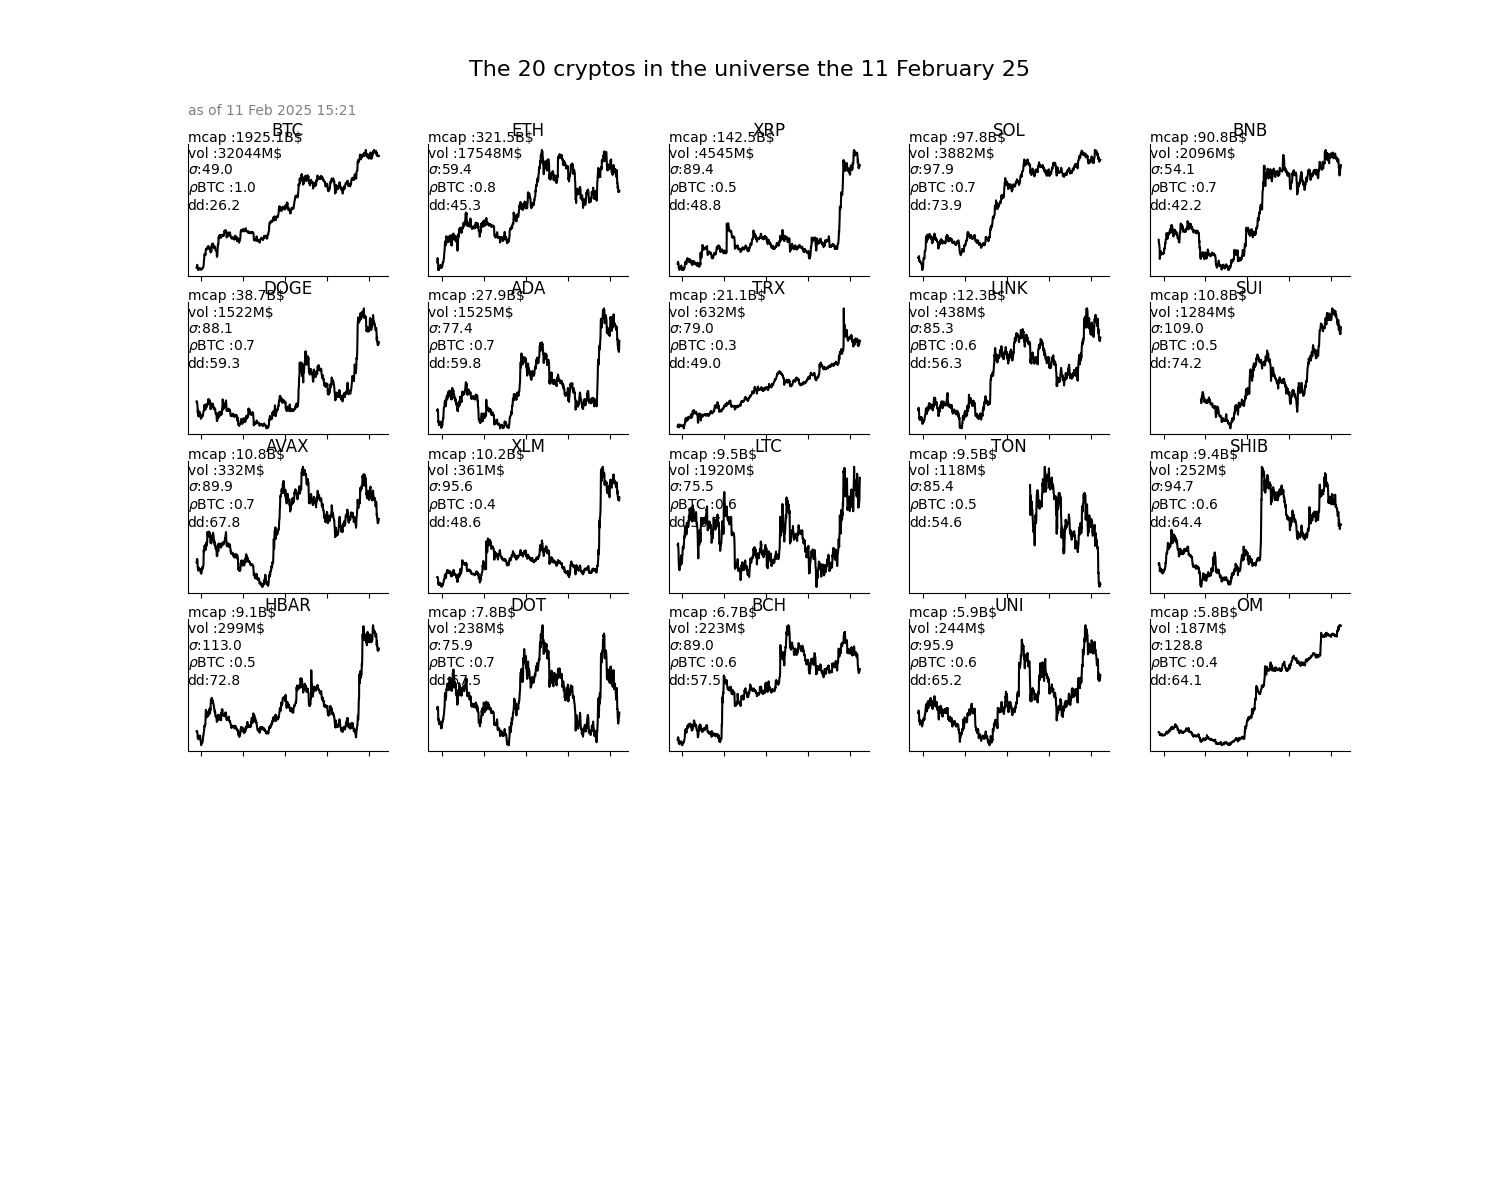 The 20 cryptos in the universe the 11 February 25
as of 11 Feb 2025 15:21
BTC
mcap :1925.1B$
vol :32044M$
σ:49.0
ρBTC :1.0
dd:26.2
ETH
mcap :321.5B$
vol :17548M$
σ:59.4
ρBTC :0.8
dd:45.3
XRP
mcap :142.5B$
vol :4545M$
σ:89.4
ρBTC :0.5
dd:48.8
SOL
mcap :97.8B$
vol :3882M$
σ:97.9
ρBTC :0.7
dd:73.9
BNB
mcap :90.8B$
vol :2096M$
σ:54.1
ρBTC :0.7
dd:42.2
DOGE
mcap :38.7B$
vol :1522M$
σ:88.1
ρBTC :0.7
dd:59.3
ADA
mcap :27.9B$
vol :1525M$
σ:77.4
ρBTC :0.7
dd:59.8
TRX
mcap :21.1B$
vol :632M$
σ:79.0
ρBTC :0.3
dd:49.0
LINK
mcap :12.3B$
vol :438M$
σ:85.3
ρBTC :0.6
dd:56.3
SUI
mcap :10.8B$
vol :1284M$
σ:109.0
ρBTC :0.5
dd:74.2
AVAX
mcap :10.8B$
vol :332M$
σ:89.9
ρBTC :0.7
dd:67.8
XLM
mcap :10.2B$
vol :361M$
σ:95.6
ρBTC :0.4
dd:48.6
LTC
mcap :9.5B$
vol :1920M$
σ:75.5
ρBTC :0.6
TON
mcap :9.5B$
vol :118M$
σ:85.4
ρBTC :0.5
dd:54.6
SHIB
mcap :9.4B$
vol :252M$
σ:94.7
ρBTC :0.6
dd:64.4
HBAR
mcap :9.1B$
vol :299M$
σ:113.0
ρBTC :0.5
dd:72.8
DOT
mcap :7.8B$
vol :238M$
σ:75.9
ρBTC :0.7
dd:67.5
BCH
mcap :6.7B$
vol :223M$
σ:89.0
ρBTC :0.6
dd:57.5
UNI
mcap :5.9B$
vol :244M$
σ:95.9
ρBTC :0.6
dd:65.2
OM
mcap :5.8B$
vol :187M$
σ:128.8
ρBTC :0.4
dd:64.1